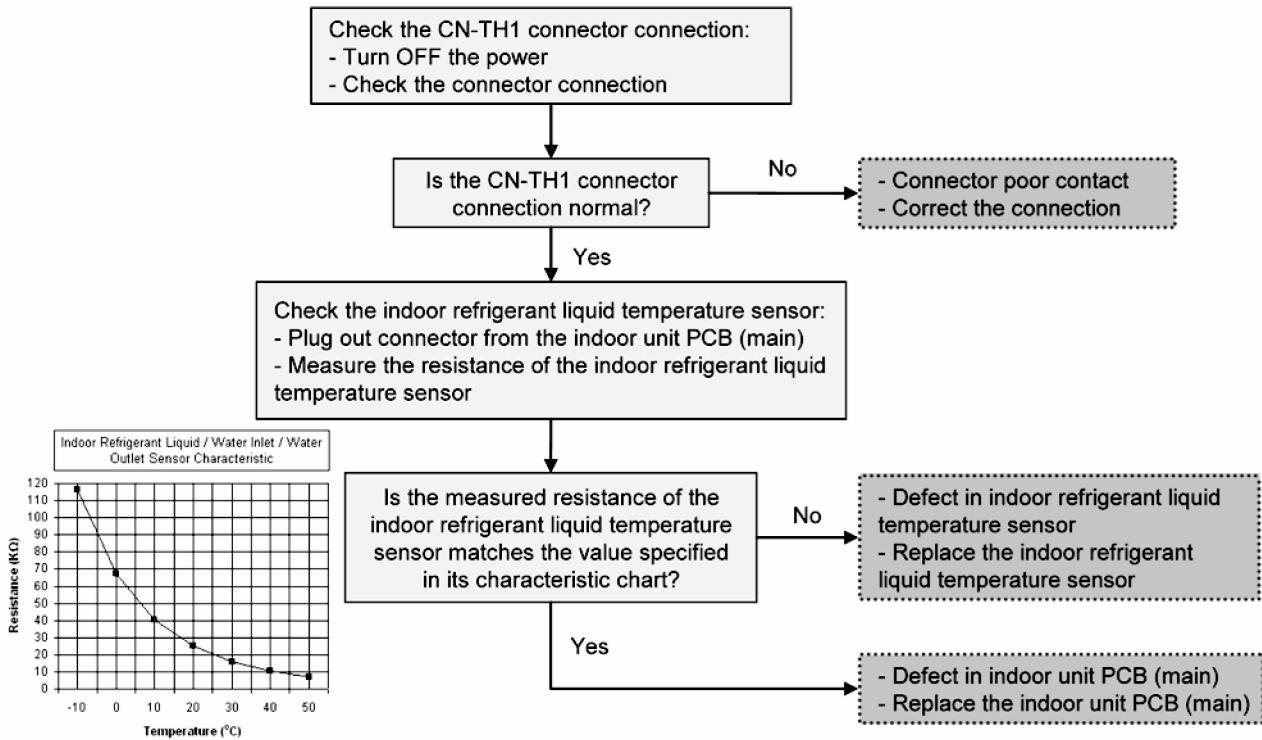 Check the CN-TH1 connector connection:
- Turn OFF the power
- Check the connector connection
Is the CN-TH1 connector
connection normal?
No
- Connector poor contact
- Correct the connection
Yes
Check the indoor refrigerant liquid temperature sensor:
- Plug out connector from the indoor unit PCB (main)
- Measure the resistance of the indoor refrigerant liquid
temperature sensor
Indoor Refrigerant Liquid / Water Inlet / Water
Outlet Sensor Characteristic
Resistance (KΩ)
120
110
100
90
80
70
60
50
40
30
20
10
0
-10 0 10 20 30 40 50
Temperature (°C)
Is the measured resistance of the
indoor refrigerant liquid temperature
sensor matches the value specified
in its characteristic chart?
No
- Defect in indoor refrigerant liquid
temperature sensor
- Replace the indoor refrigerant
liquid temperature sensor
Yes
- Defect in indoor unit PCB (main)
- Replace the indoor unit PCB (main)